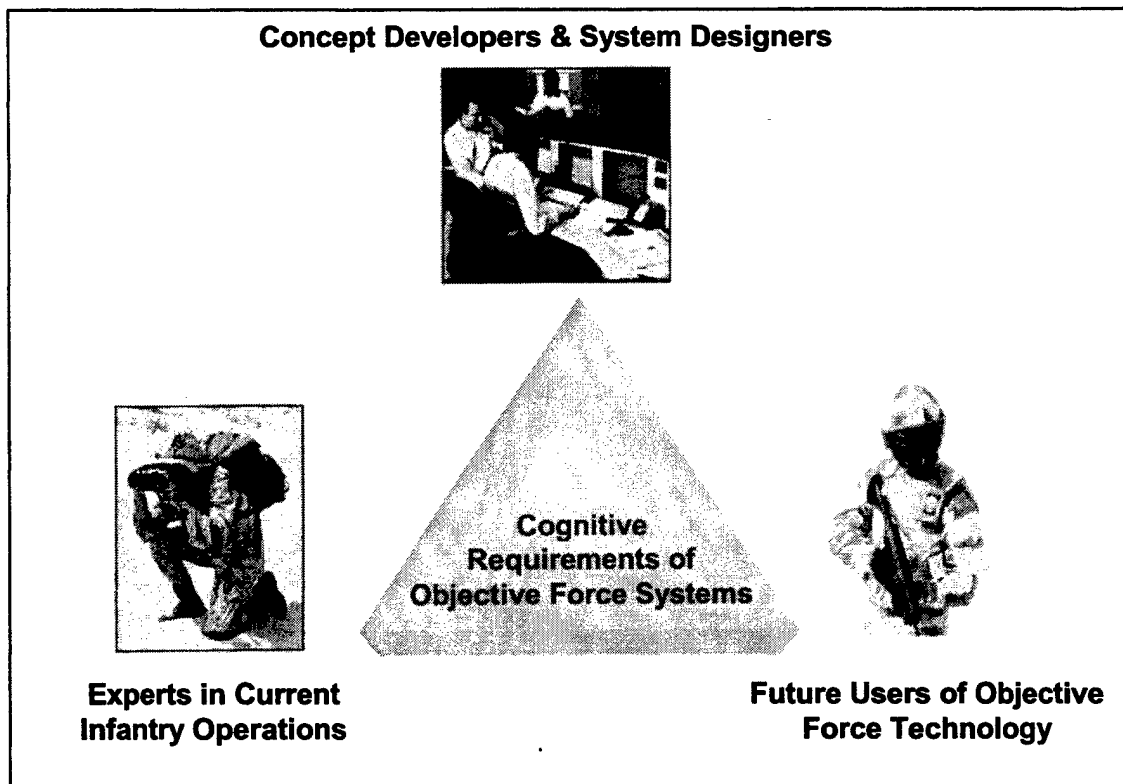 Concept Developers & System Designers
Cognitive
Requirements of
Objective Force Systems
Experts in Current
Infantry Operations
Future Users of Objective
Force Technology